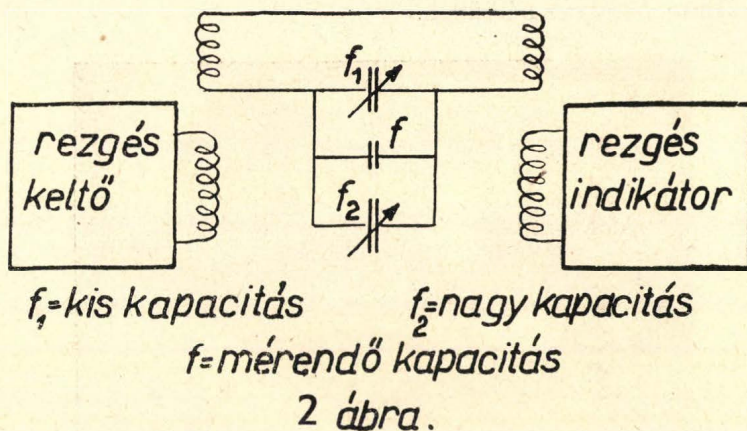 f₁
f
f₂
rezgés
keltő
rezgés
indikátor
f₁=kis kapacitás
f₂=nagy kapacitás
f=mérendő kapacitás
2 ábra.